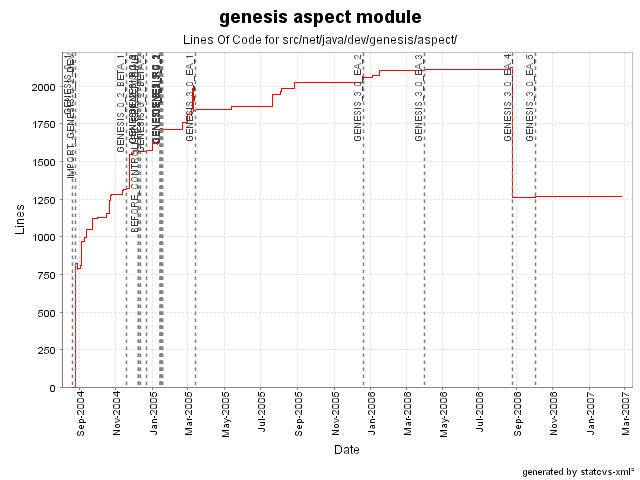 genesis aspect module
Lines Of Code for src/net/java/dev/genesis/aspect/
IMPORT_GENESIS_DEV
GENESIS_DEV
GENESIS_0_2_BETA_1
GENESIS_3_0_EA_1
GENESIS_3_0_EA_2
GENESIS_3_0_EA_3
GENESIS_3_0_EA_4
GENESIS_3_0_EA_5
Lines
2000
1750
1500
1250
1000
750
500
250
0
Sep-2004
Nov-2004
Jan-2005
Mar-2005
May-2005
Jul-2005
Sep-2005
Nov-2005
Jan-2006
Mar-2006
May-2006
Jul-2006
Sep-2006
Nov-2006
Jan-2007
Mar-2007
Date
generated by statcvs-xml²